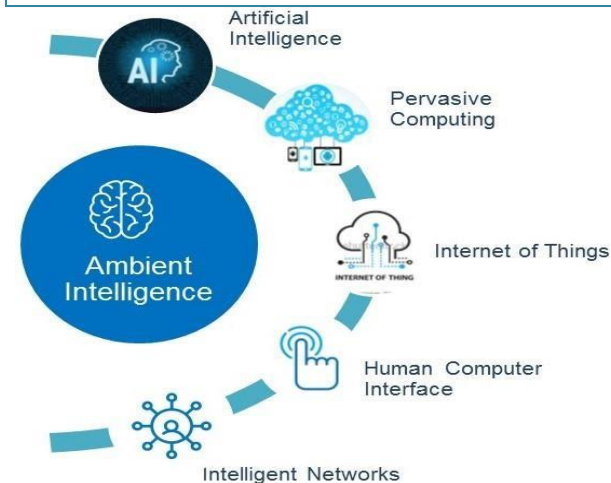 Artificial
Intelligence
AI
Pervasive
Computing
Ambient
Intelligence
Internet of Things
INTERNET OF THING
Human Computer
Interface
Intelligent Networks